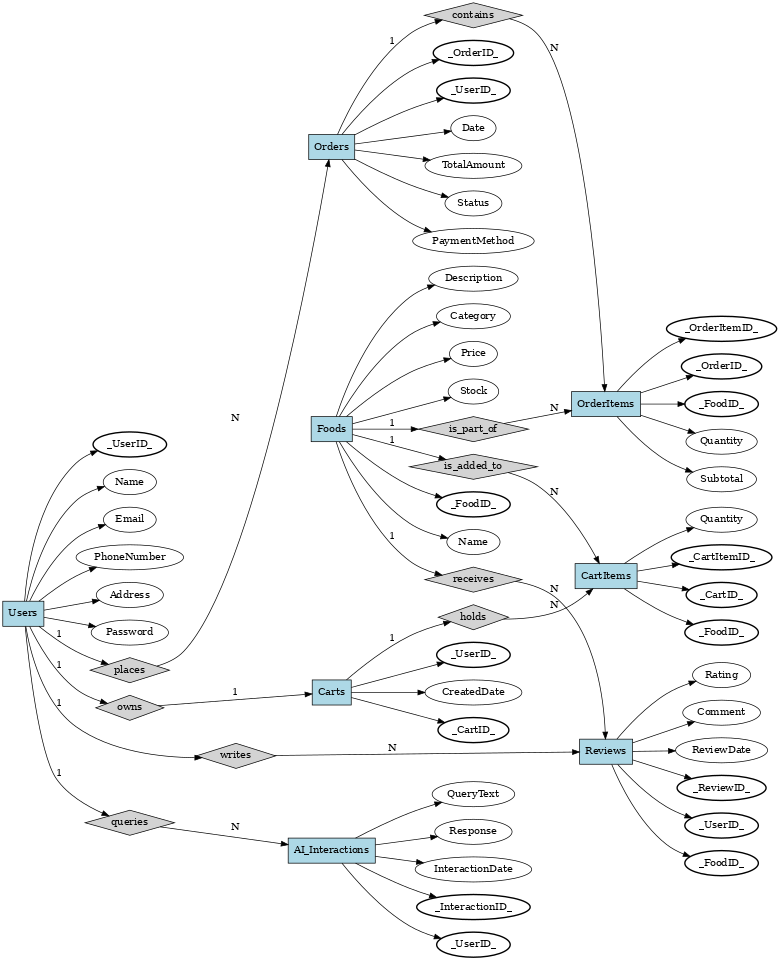 contains
1
N
_OrderID_
_UserID_
Date
Orders
TotalAmount
Status
PaymentMethod
Description
Category
_OrderItemID_
Price
_OrderID_
Stock
N
OrderItems
_FoodID_
N
1
Foods
is_part_of
Quantity
1
_UserID_
is_added_to
Subtotal
Name
N
_FoodID_
Email
Quantity
1
Name
PhoneNumber
_CartItemID_
receives
CartItems
Address
N
_CartID_
Users
N
holds
Password
1
1
_FoodID_
places
_UserID_
1
Rating
1
Carts
CreatedDate
owns
1
Comment
_CartID_
N
writes
Reviews
ReviewDate
1
_ReviewID_
QueryText
queries
N
Response
_UserID_
AI_Interactions
InteractionDate
_FoodID_
_InteractionID_
_UserID_